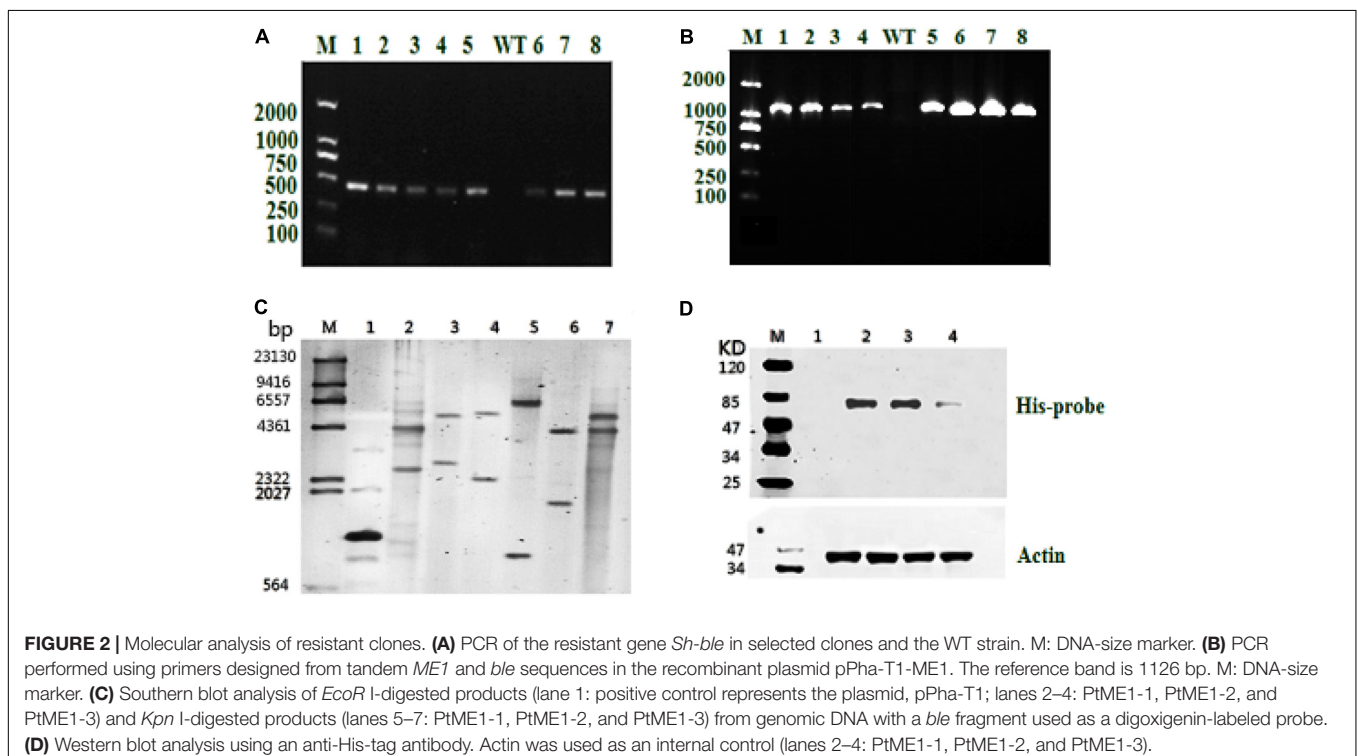 A
M 1 2 3 4 5 WT 6 7 8
2000
1000
750
500
250
100
B
M 1 2 3 4 WT 5 6 7 8
2000
1000
750
500
250
100
C
bp M 1 2 3 4 5 6 7
23130
9416
6557
4361
2322
2027
564
D
KD M 1 2 3 4
120
85
47
34
25
His-probe
47
34
Actin
FIGURE 2 | Molecular analysis of resistant clones. (A) PCR of the resistant gene Sh-ble in selected clones and the WT strain. M: DNA-size marker. (B) PCR
performed using primers designed from tandem ME1 and ble sequences in the recombinant plasmid pPha-T1-ME1. The reference band is 1126 bp. M: DNA-size
marker. (C) Southern blot analysis of EcoR I-digested products (lane 1: positive control represents the plasmid, pPha-T1; lanes 2–4: PtME1-1, PtME1-2, and
PtME1-3) and Kpn I-digested products (lanes 5–7: PtME1-1, PtME1-2, and PtME1-3) from genomic DNA with a ble fragment used as a digoxigenin-labeled probe.
(D) Western blot analysis using an anti-His-tag antibody. Actin was used as an internal control (lanes 2–4: PtME1-1, PtME1-2, and PtME1-3).